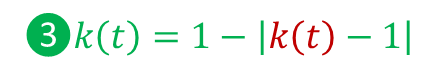 3 k(t) = 1 − |k(t) − 1|